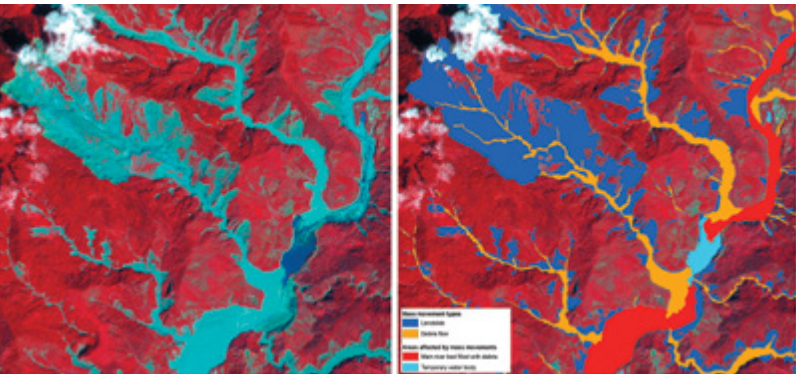 Mass movement types
Landslide
Debris flow
Areas affected by mass movements
Main river bed filled with debris
Temporary water body